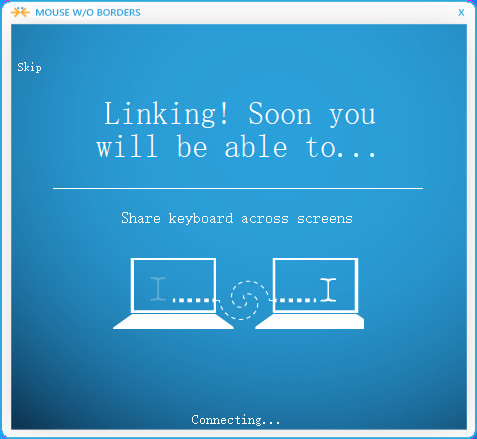 MOUSE W/O BORDERS X
Skip
Linking! Soon you
will be able to...
Share keyboard across screens
Connecting...